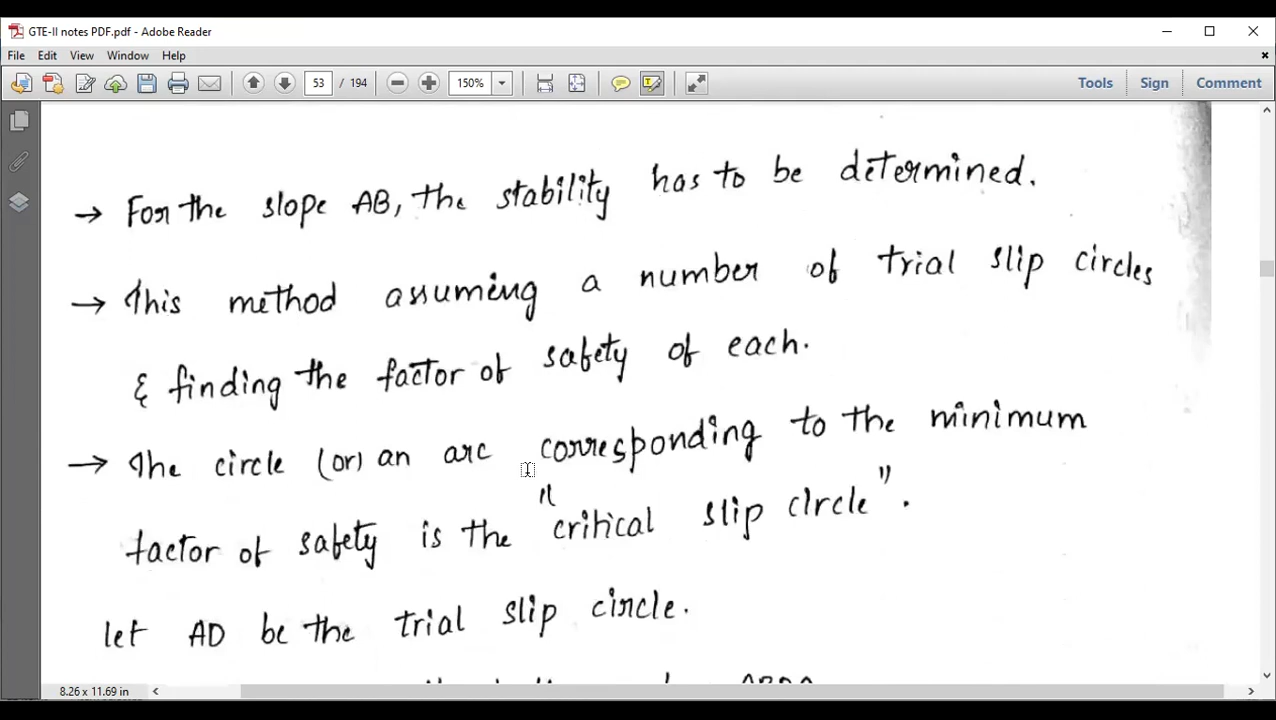 GTE-II notes PDF.pdf - Adobe Reader
File Edit View Window Help
53 / 194 150% Tools Sign Comment
→ For the slope AB, the stability has to be determined.
→ This method assuming a number of trial slip circles
& finding the factor of safety of each.
→ The circle (or) an arc corresponding to the minimum
factor of safety is the "critical slip circle".
let AD be the trial slip circle.
8.26 x 11.69 in